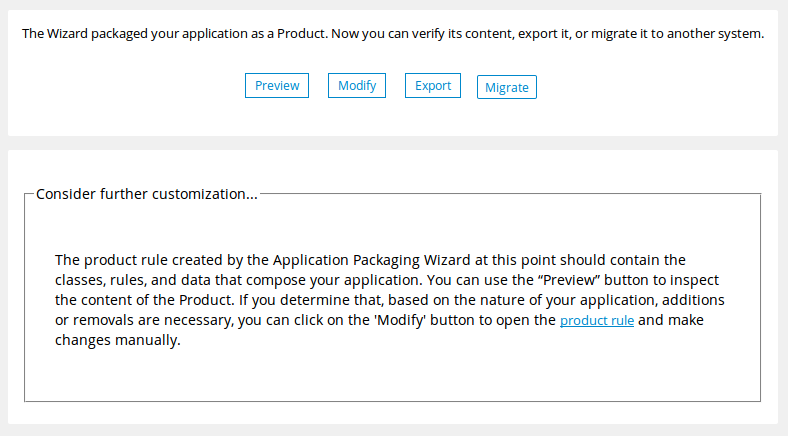 The Wizard packaged your application as a Product. Now you can verify its content, export it, or migrate it to another system.
Preview Modify Export Migrate
Consider further customization...
The product rule created by the Application Packaging Wizard at this point should contain the
classes, rules, and data that compose your application. You can use the “Preview” button to inspect
the content of the Product. If you determine that, based on the nature of your application, additions
or removals are necessary, you can click on the 'Modify' button to open the product rule and make
changes manually.